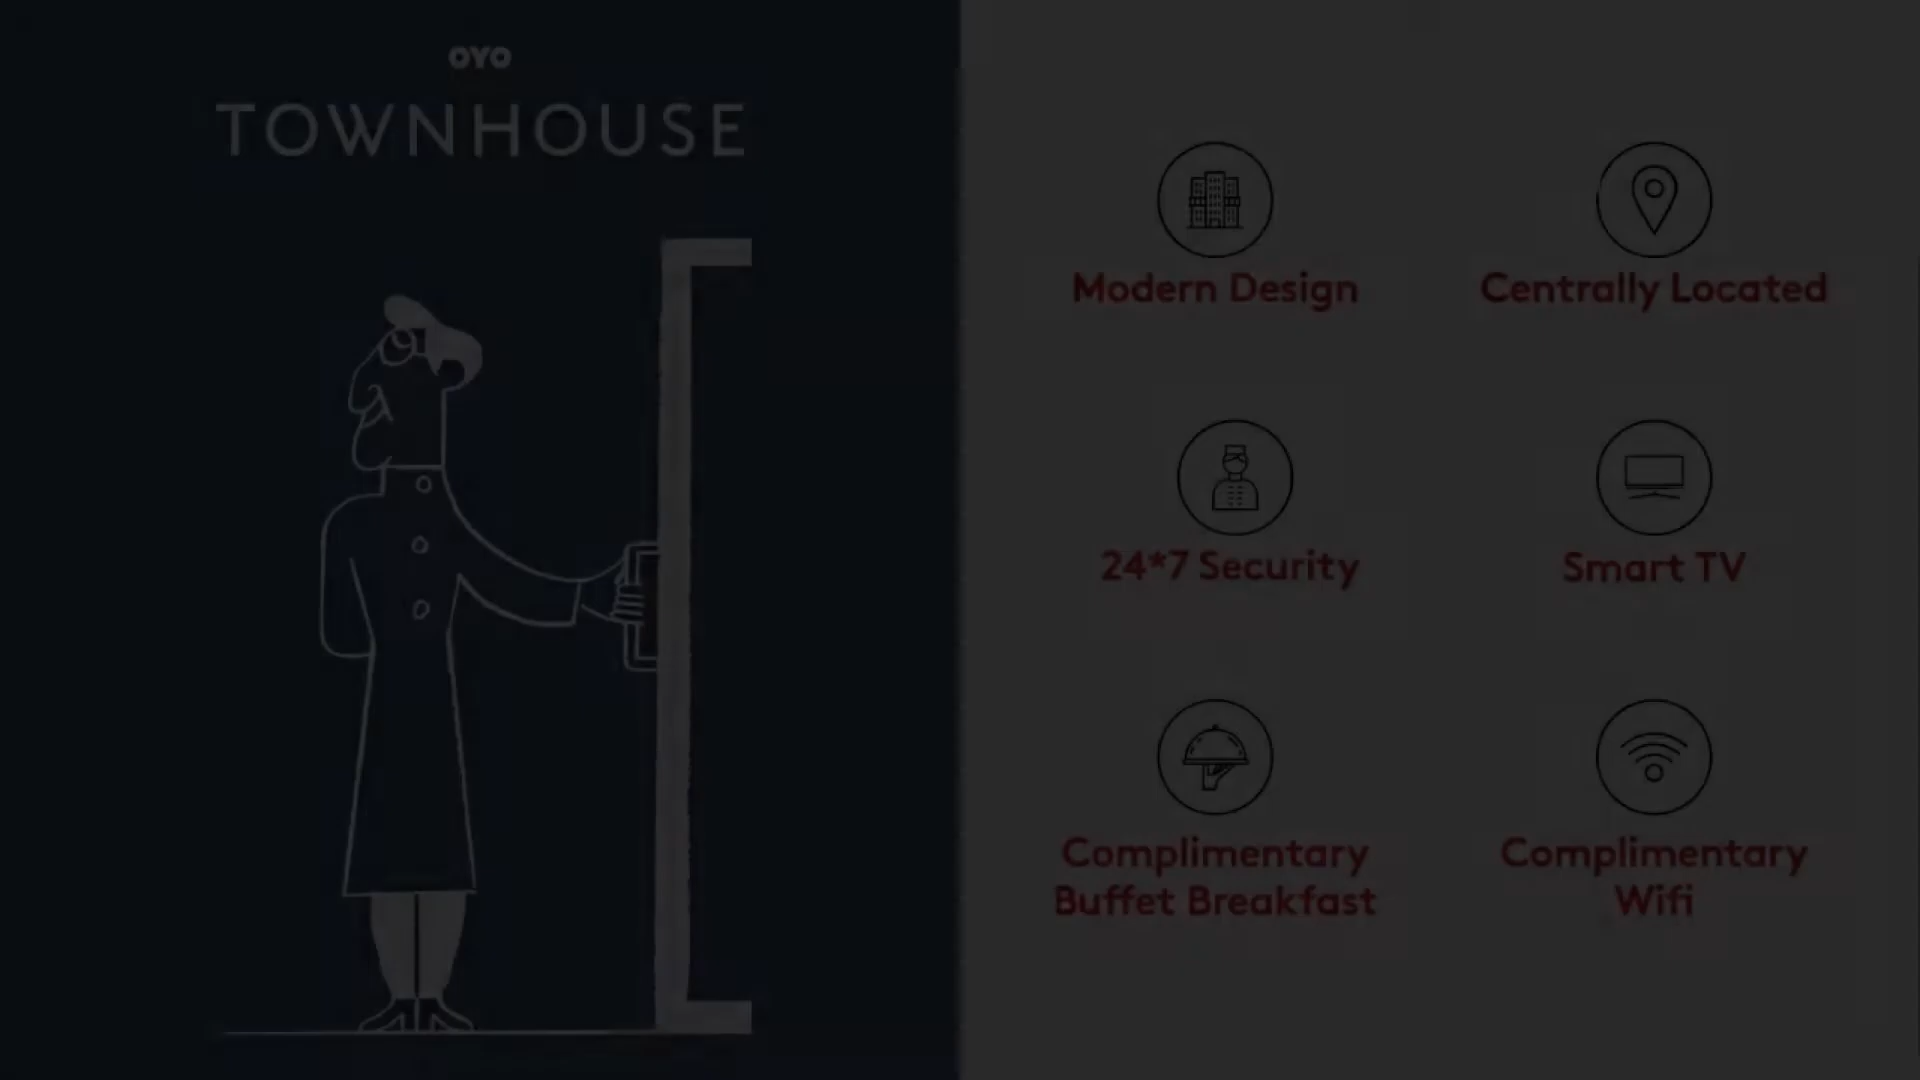 OYO
TOWNHOUSE
Modern Design
Centrally Located
24*7 Security
Smart TV
Complimentary
Buffet Breakfast
Complimentary
Wifi